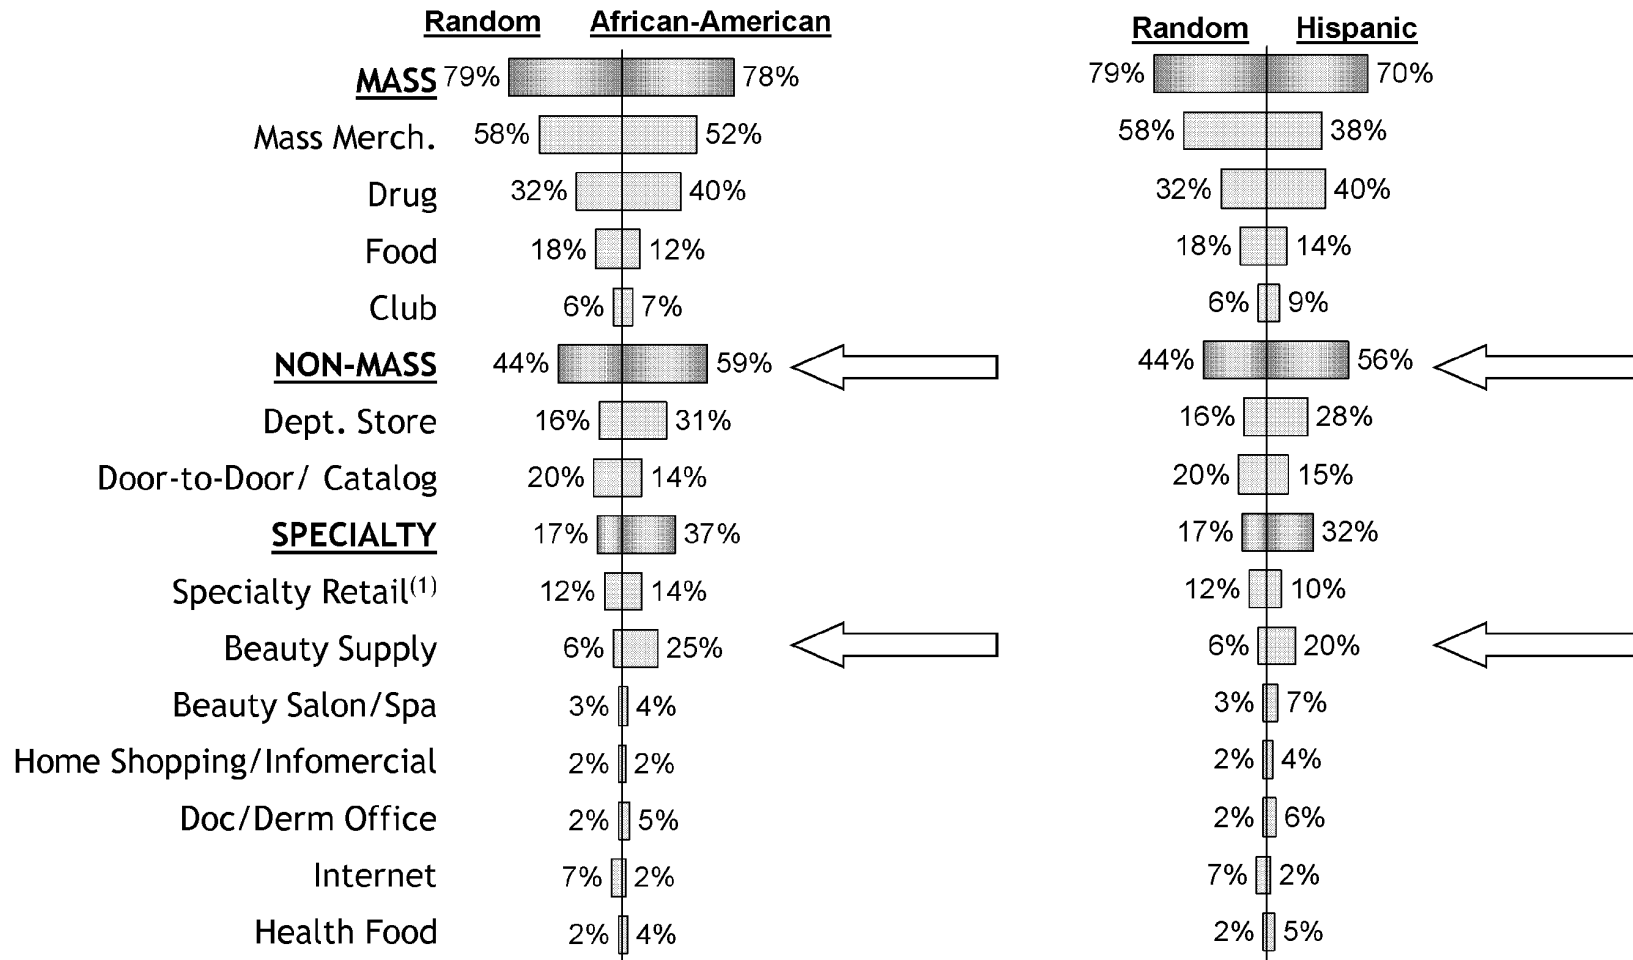 Random African-American Random Hispanic
MASS 79% 78% 79% 70%
Mass Merch. 58% 52% 58% 38%
Drug 32% 40% 32% 40%
Food 18% 12% 18% 14%
Club 6% 7% 6% 9%
NON-MASS 44% 59% 44% 56%
Dept. Store 16% 31% 16% 28%
Door-to-Door/ Catalog 20% 14% 20% 15%
SPECIALTY 17% 37% 17% 32%
Specialty Retail(1) 12% 14% 12% 10%
Beauty Supply 6% 25% 6% 20%
Beauty Salon/Spa 3% 4% 3% 7%
Home Shopping/Infomercial 2% 2% 2% 4%
Doc/Derm Office 2% 5% 2% 6%
Internet 7% 2% 7% 2%
Health Food 2% 4% 2% 5%